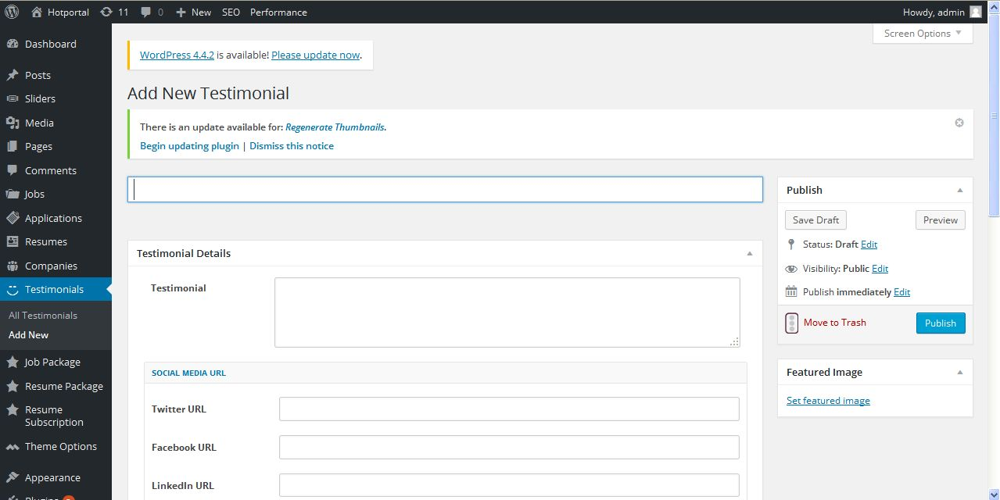 Hotportal 11 0 New SEO Performance Howdy, admin
Screen Options
Dashboard
Posts
Sliders
Media
Pages
Comments
Jobs
Applications
Resumes
Companies
Testimonials
All Testimonials
Add New
Job Package
Resume Package
Resume
Subscription
Theme Options
Appearance
Plugins
WordPress 4.4.2 is available! Please update now.
Add New Testimonial
There is an update available for: Regenerate Thumbnails.
Begin updating plugin | Dismiss this notice
Testimonial Details
Testimonial
SOCIAL MEDIA URL
Twitter URL
Facebook URL
LinkedIn URL
Publish
Save Draft Preview
Status: Draft Edit
Visibility: Public Edit
Publish immediately Edit
Move to Trash Publish
Featured Image
Set featured image